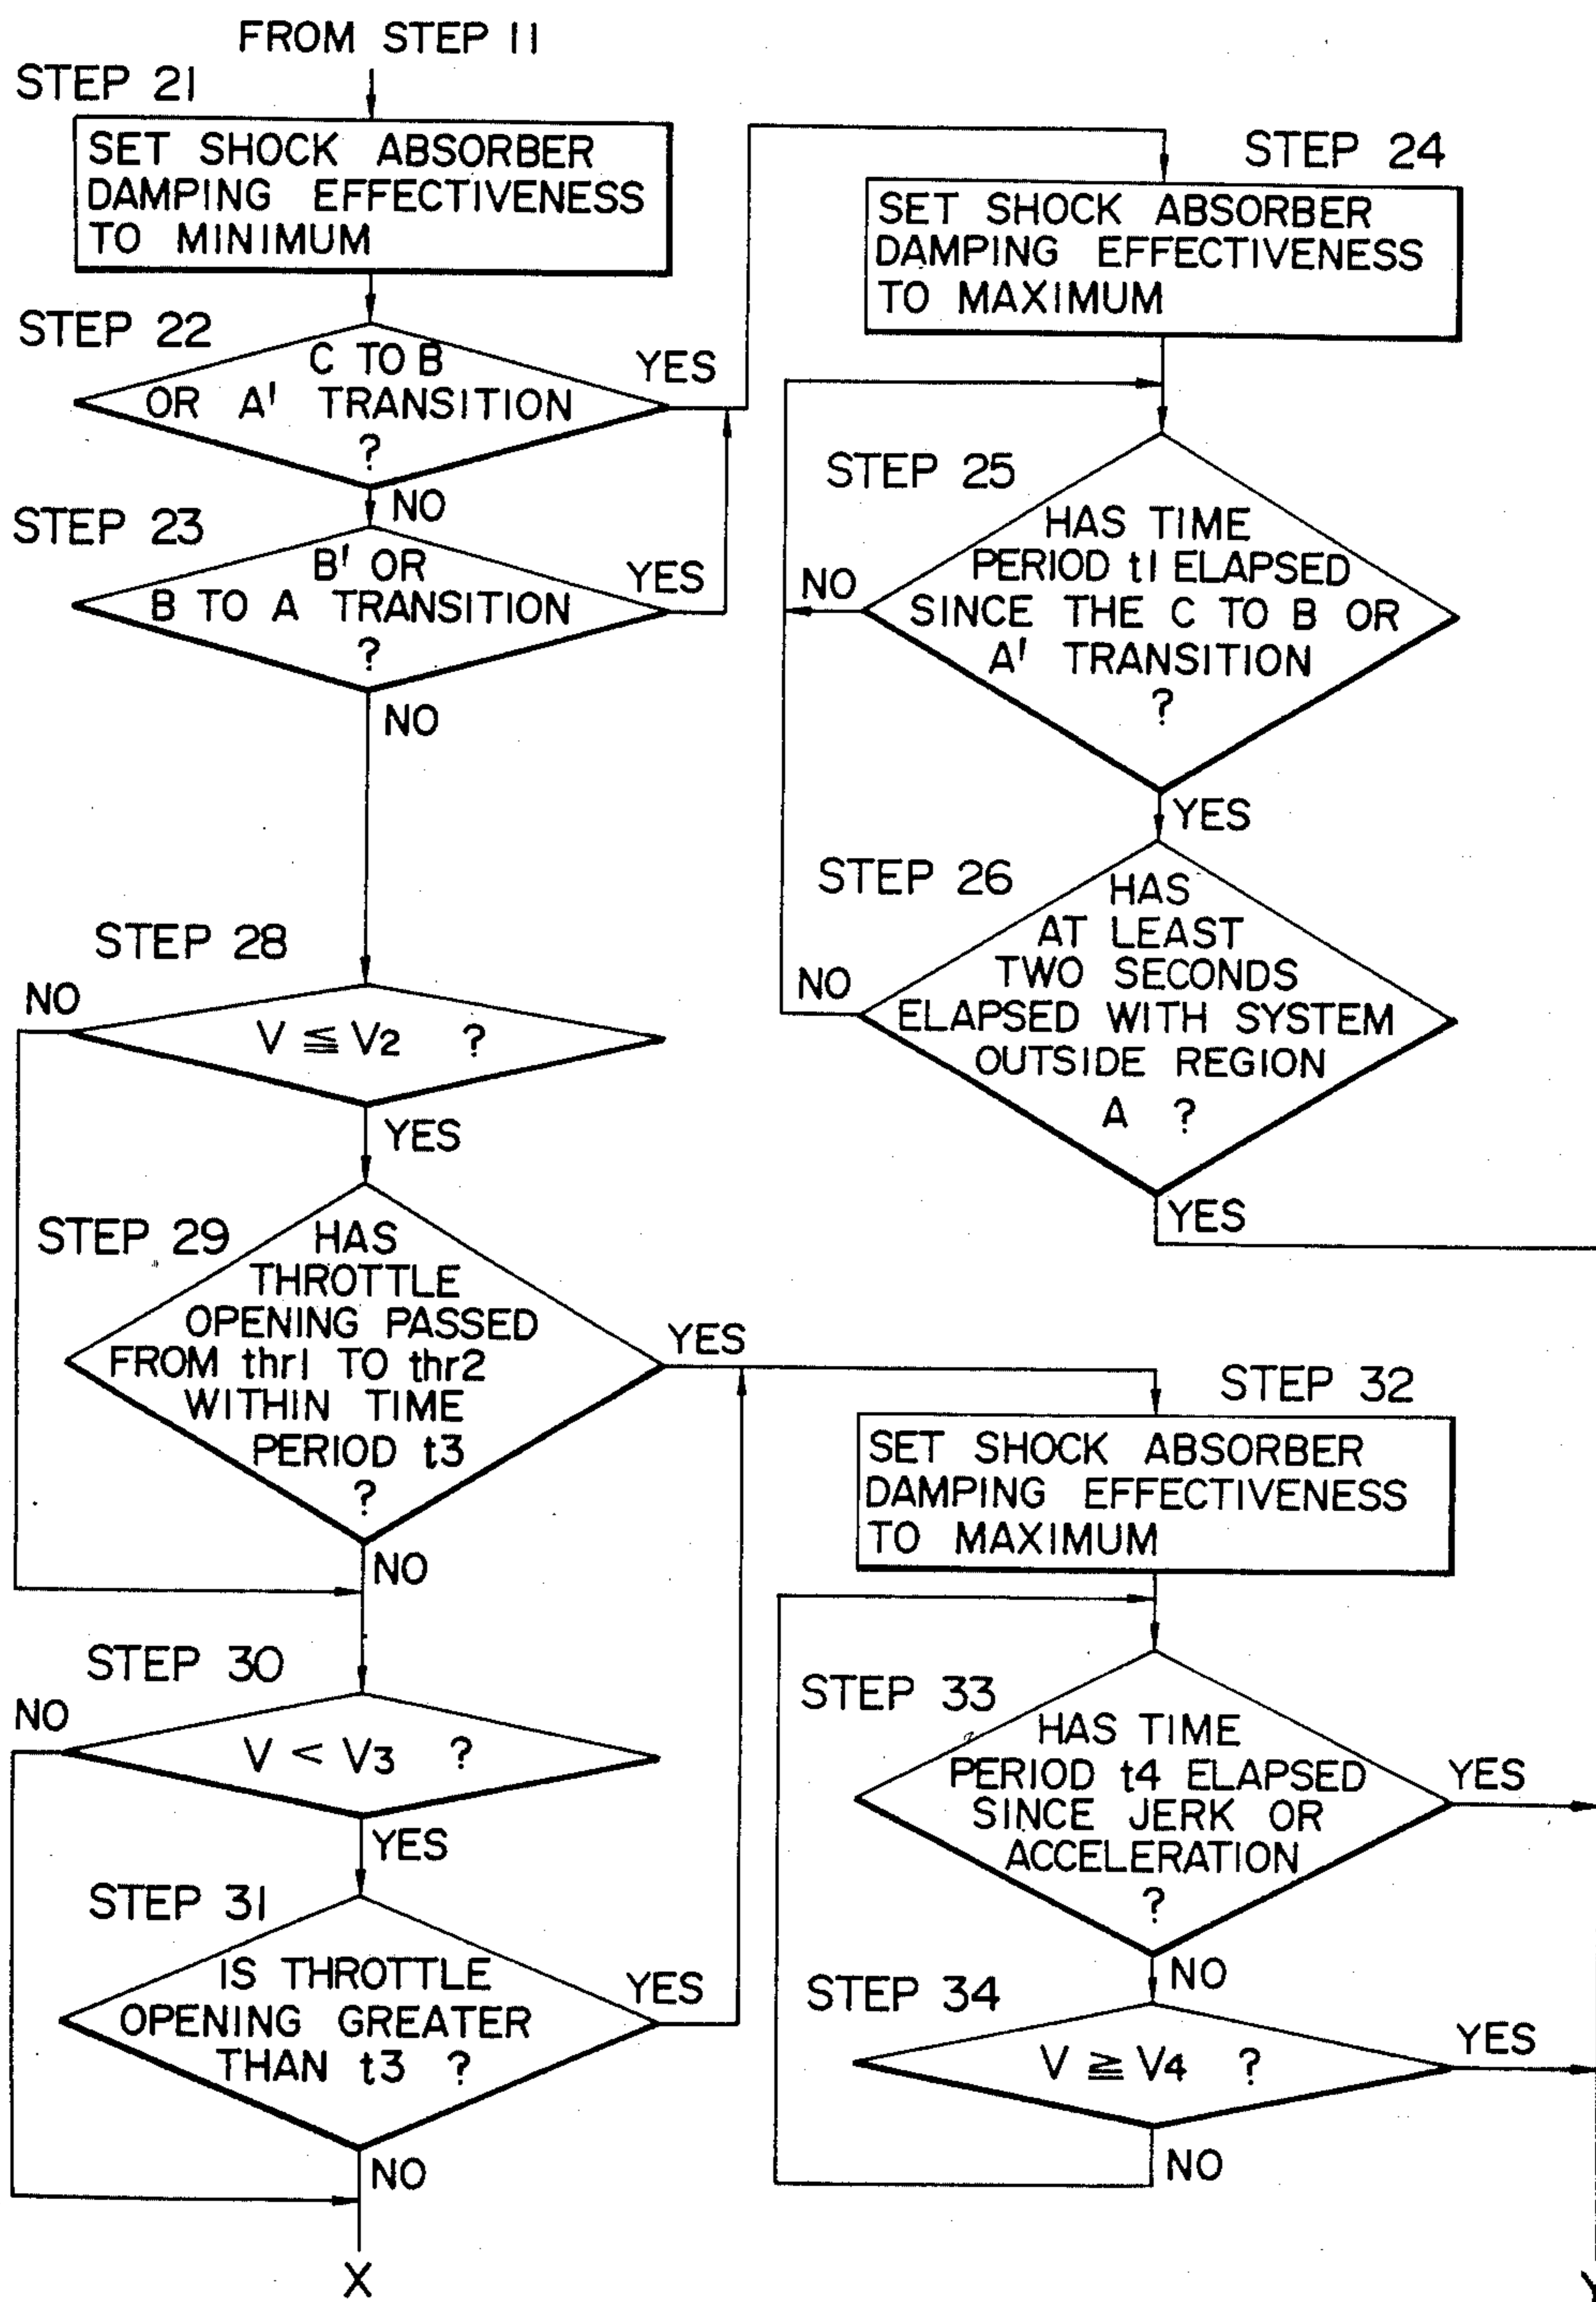 FROM STEP 11
STEP 21
SET SHOCK ABSORBER
DAMPING EFFECTIVENESS
TO MINIMUM
STEP 22
C TO B
OR A' TRANSITION
?
YES
NO
STEP 23
B' OR
B TO A TRANSITION
?
YES
NO
STEP 24
SET SHOCK ABSORBER
DAMPING EFFECTIVENESS
TO MAXIMUM
STEP 25
HAS TIME
PERIOD t1 ELAPSED
SINCE THE C TO B OR
A' TRANSITION
?
NO
YES
STEP 26
HAS
AT LEAST
TWO SECONDS
ELAPSED WITH SYSTEM
OUTSIDE REGION
A ?
NO
YES
STEP 28
NO
V ≦ V2 ?
YES
STEP 29
HAS
THROTTLE
OPENING PASSED
FROM thr1 TO thr2
WITHIN TIME
PERIOD t3
?
YES
NO
STEP 30
NO
V < V3 ?
YES
STEP 31
IS THROTTLE
OPENING GREATER
THAN t3 ?
YES
NO
X
STEP 32
SET SHOCK ABSORBER
DAMPING EFFECTIVENESS
TO MAXIMUM
STEP 33
HAS TIME
PERIOD t4 ELAPSED
SINCE JERK OR
ACCELERATION
?
YES
NO
STEP 34
V ≧ V4 ?
YES
NO